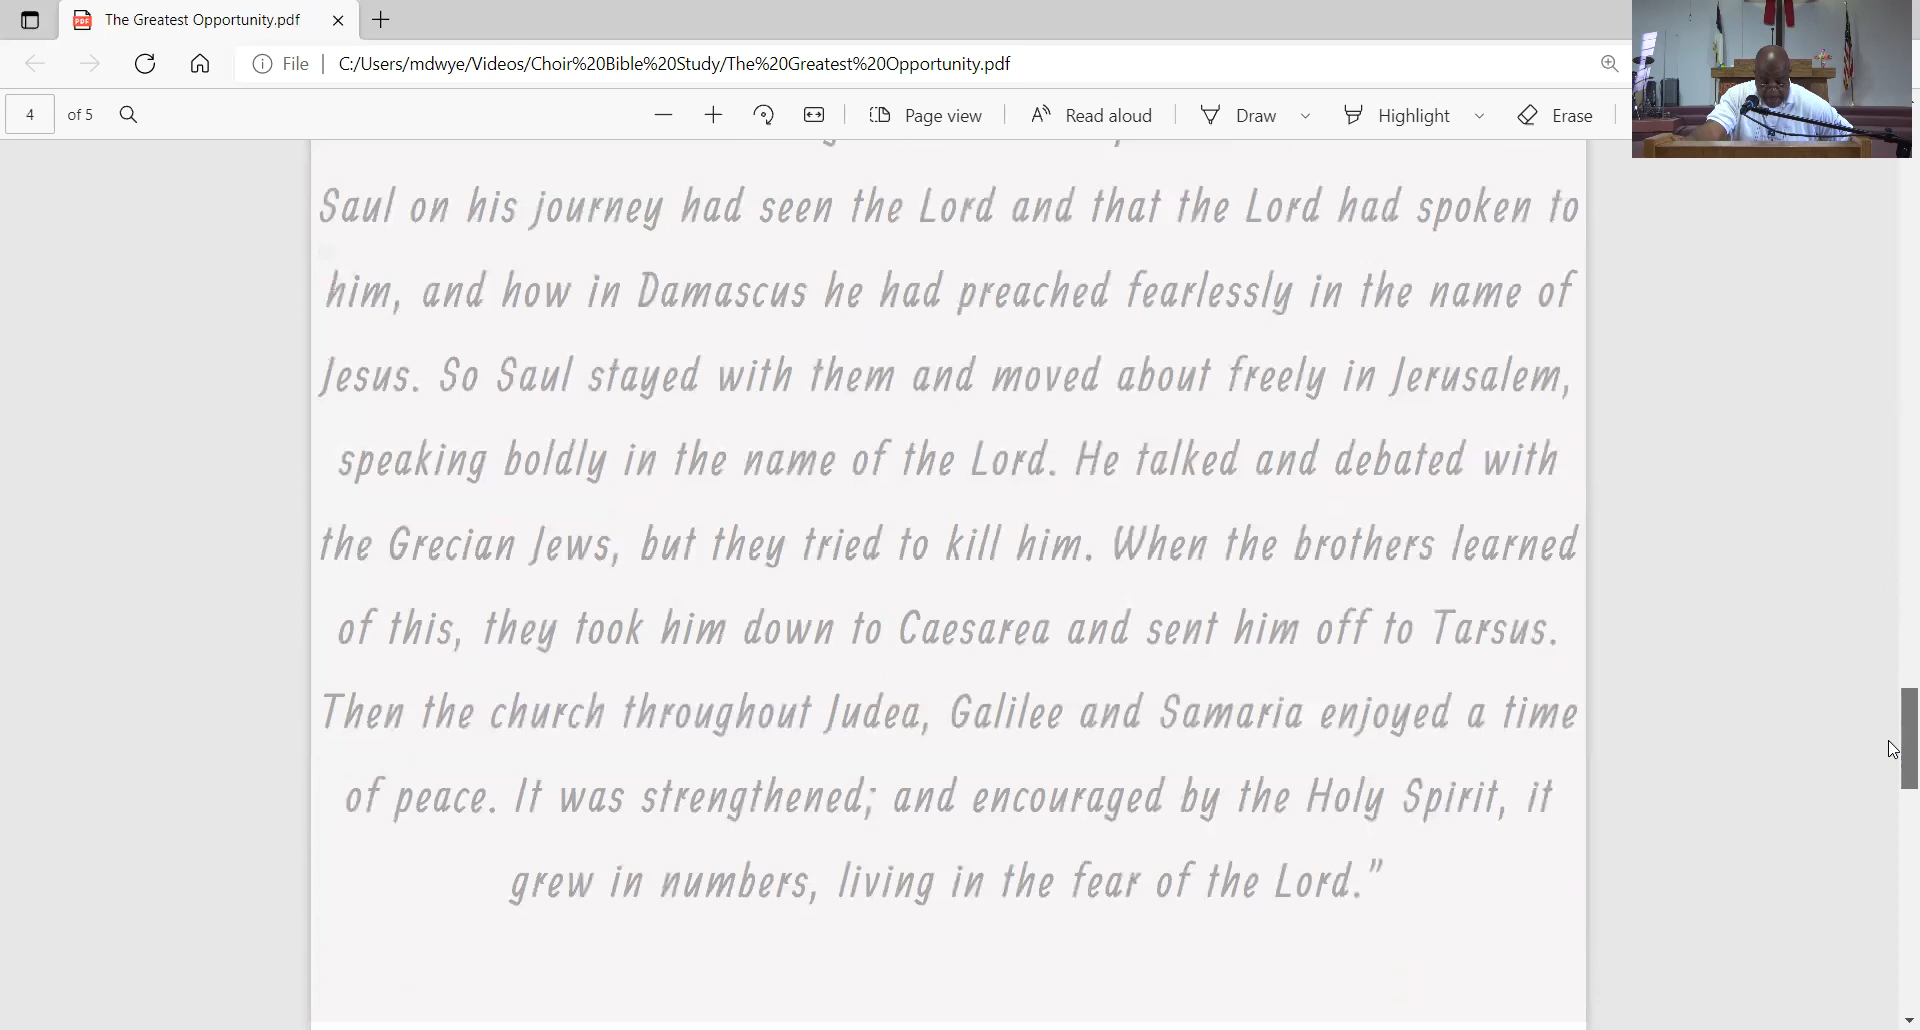 The Greatest Opportunity.pdf
File
C:/Users/mdwye/Videos/Choir%20Bible%20Study/The%20Greatest%20Opportunity.pdf
4 of 5
Page view
Read aloud
Draw
Highlight
Erase
Saul on his journey had seen the Lord and that the Lord had spoken to
him, and how in Damascus he had preached fearlessly in the name of
Jesus. So Saul stayed with them and moved about freely in Jerusalem,
speaking boldly in the name of the Lord. He talked and debated with
the Grecian Jews, but they tried to kill him. When the brothers learned
of this, they took him down to Caesarea and sent him off to Tarsus.
Then the church throughout Judea, Galilee and Samaria enjoyed a time
of peace. It was strengthened; and encouraged by the Holy Spirit, it
grew in numbers, living in the fear of the Lord.”